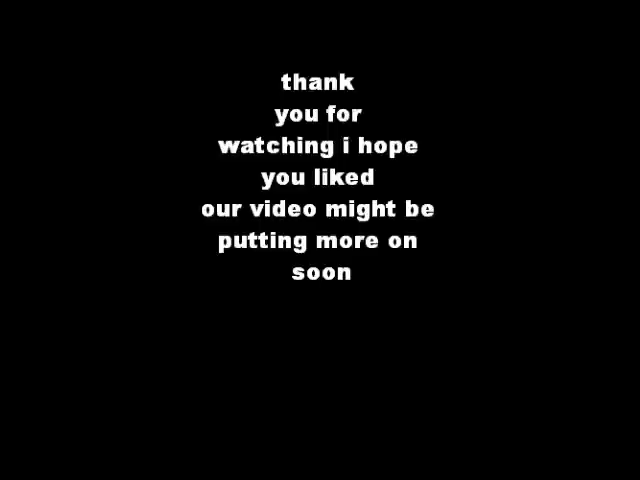 thank
you for
watching i hope
you liked
our video might be
putting more on
soon